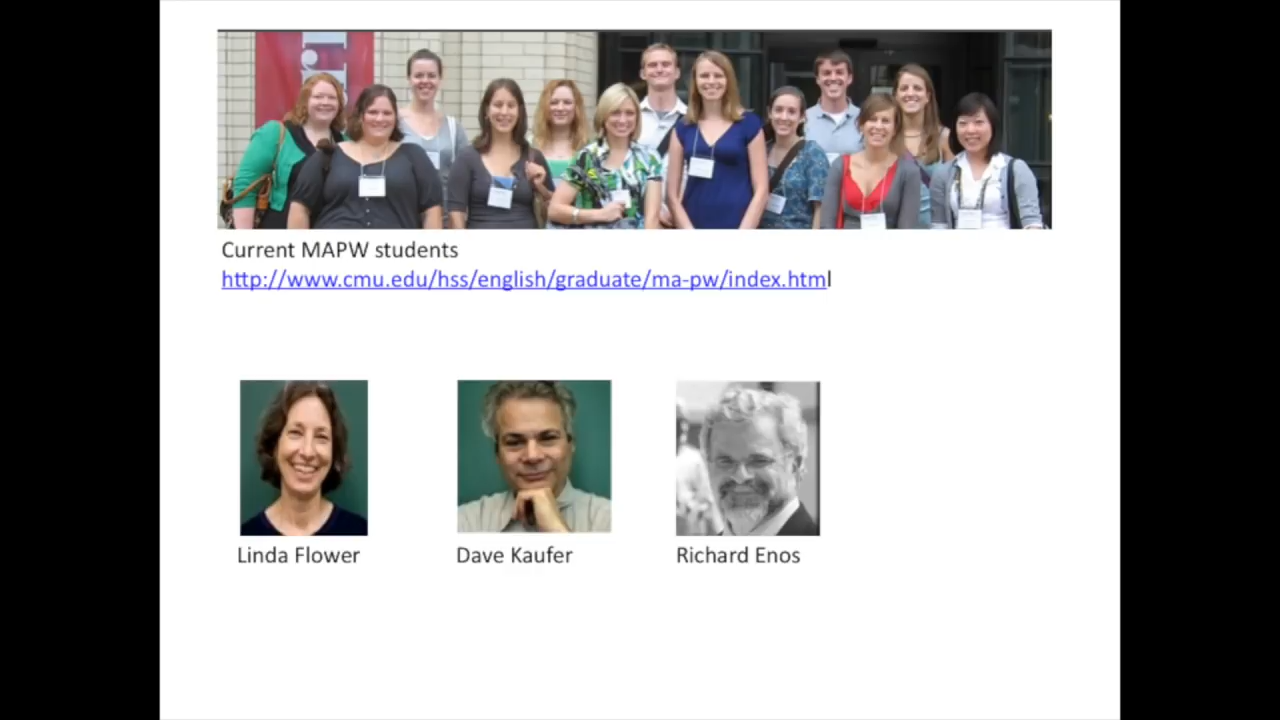 Current MAPW students
http://www.cmu.edu/hss/english/graduate/ma-pw/index.html
Linda Flower
Dave Kaufer
Richard Enos